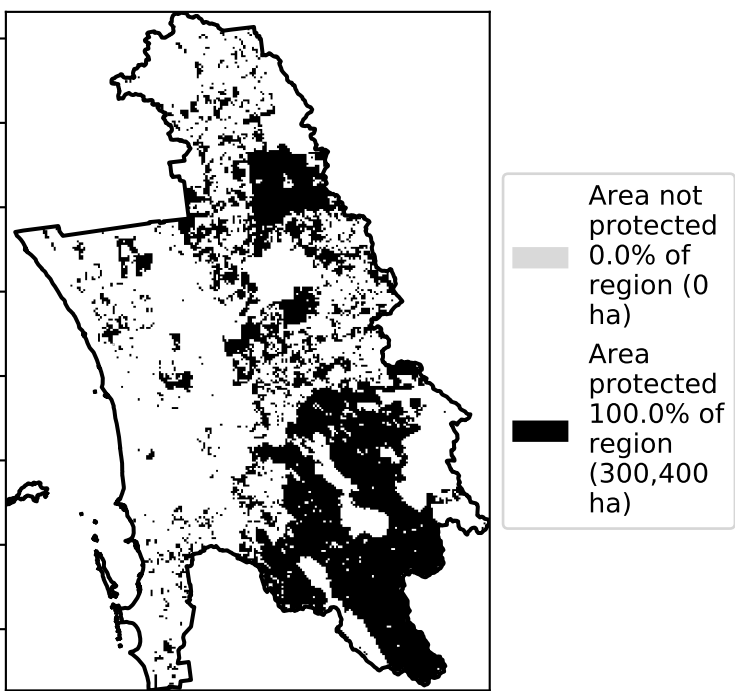 Area not
protected
0.0% of
region (0
ha)
Area
protected
100.0% of
region
(300,400
ha)